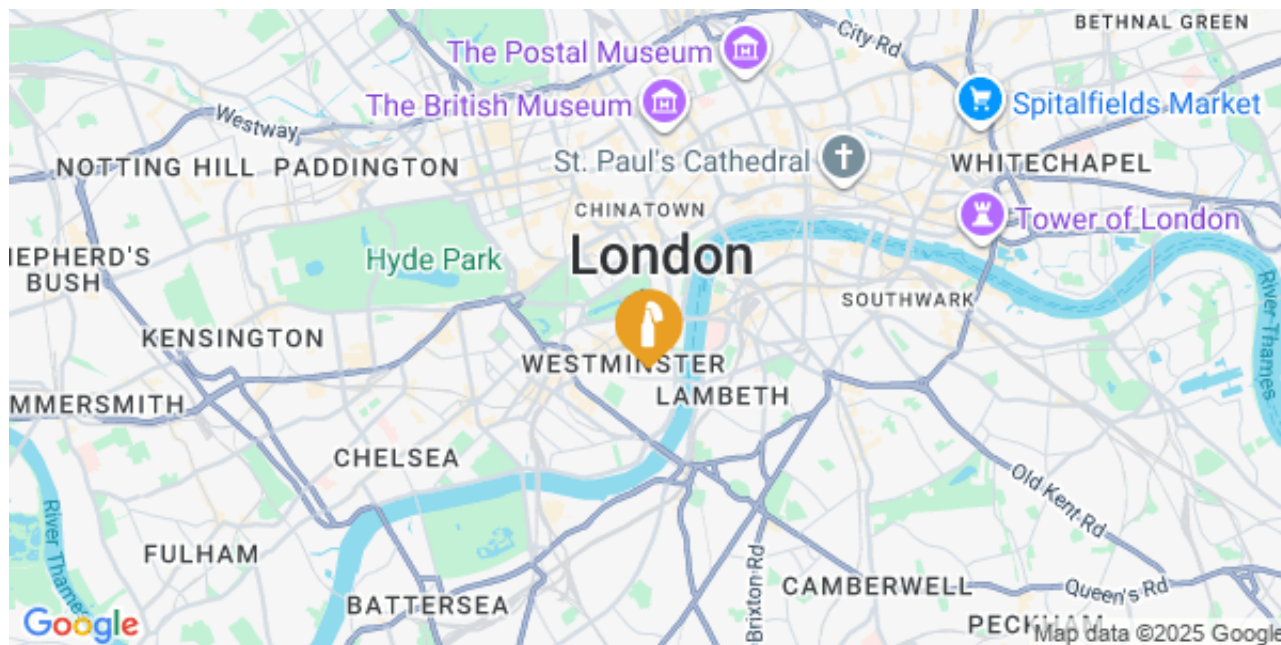 BETHNAL GREEN
City Rd
The Postal Museum
The British Museum
Spitalfields Market
Westway
NOTTING HILL
PADDINGTON
St. Paul's Cathedral
WHITECHAPEL
CHINATOWN
Tower of London
London
Hyde Park
HEPHERD'S
BUSH
SOUTHWARK
River Thames
KENSINGTON
WESTMINSTER
LAMBETH
MMERSMITH
CHELSEA
Old Kent Rd
River Thames
FULHAM
Brixton Rd
CAMBERWELL
Queen's Rd
BATTERSEA
PECKHAM
Google
Map data ©2025 Google